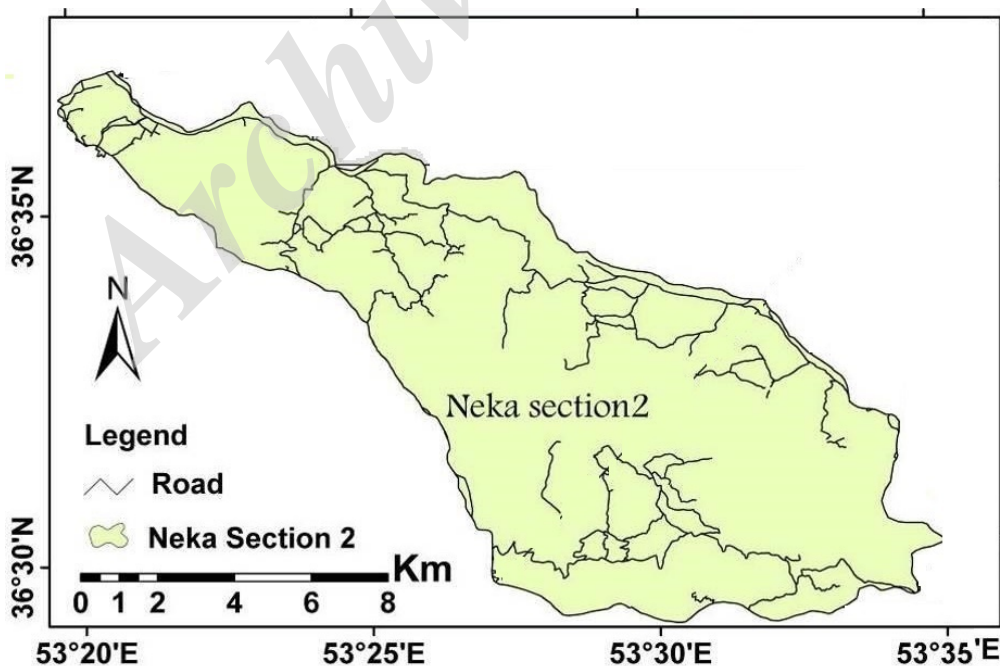 Archiv
36°35'N
N
Neka section2
Legend
Road
Neka Section 2
36°30'N
Km
0 1 2 4 6 8
53°20'E 53°25'E 53°30'E 53°35'E